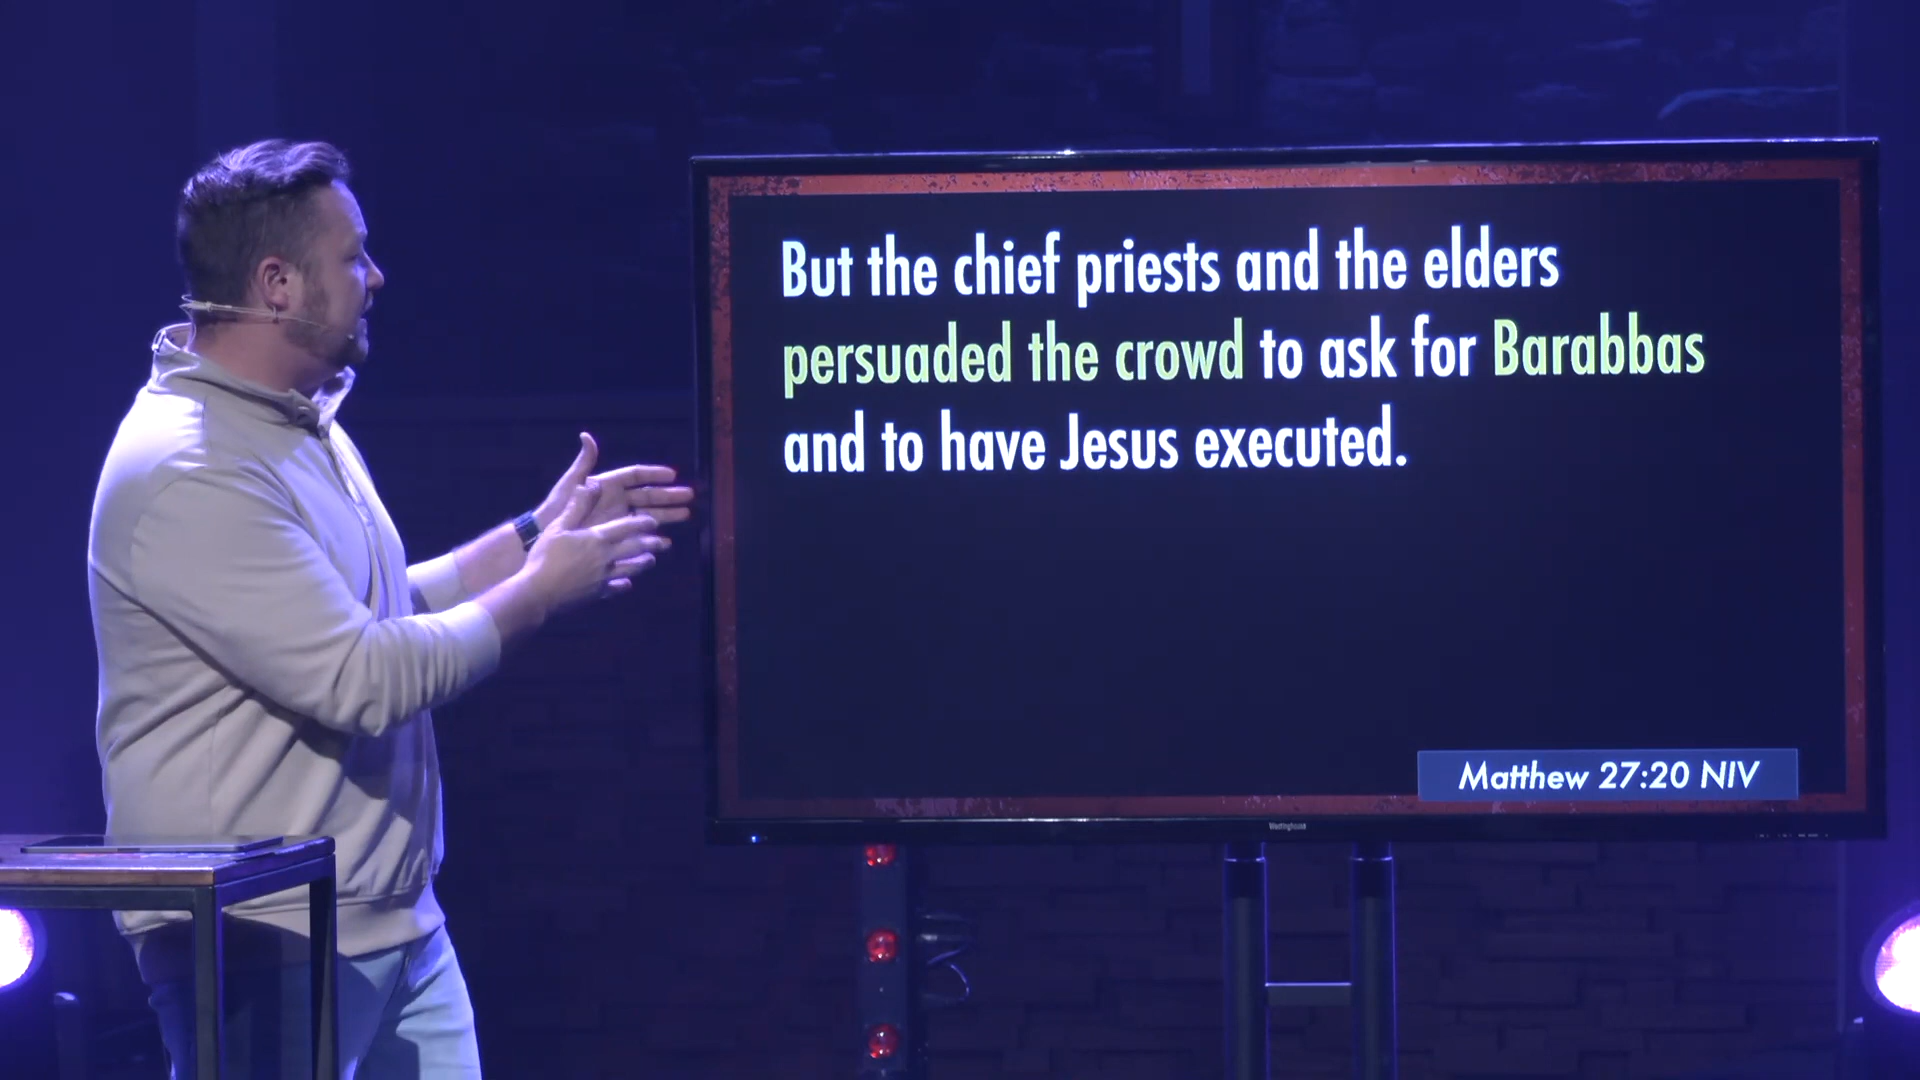 But the chief priests and the elders
persuaded the crowd to ask for Barabbas
and to have Jesus executed.
Matthew 27:20 NIV
Westinghouse